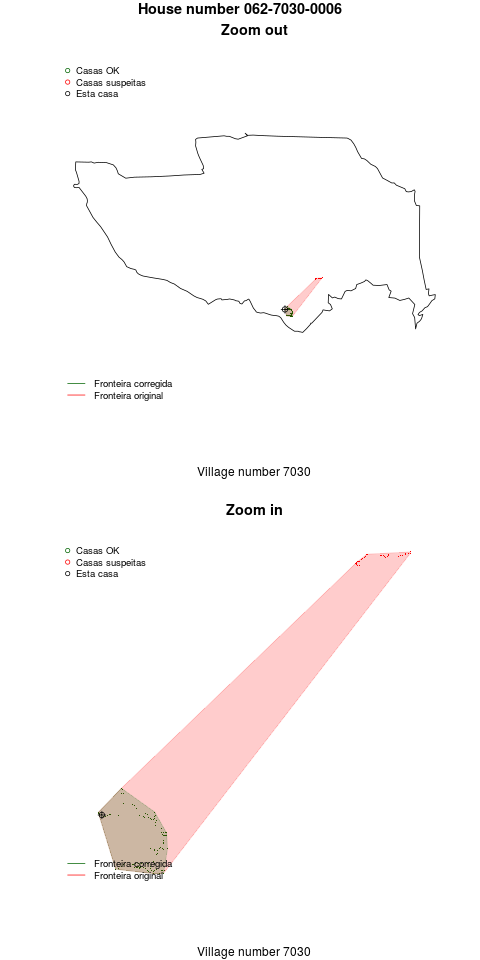 House number 062-7030-0006
Zoom out
Casas OK
Casas suspeitas
Esta casa
Fronteira corregida
Fronteira original
Village number 7030
Zoom in
Casas OK
Casas suspeitas
Esta casa
Fronteira corregida
Fronteira original
Village number 7030